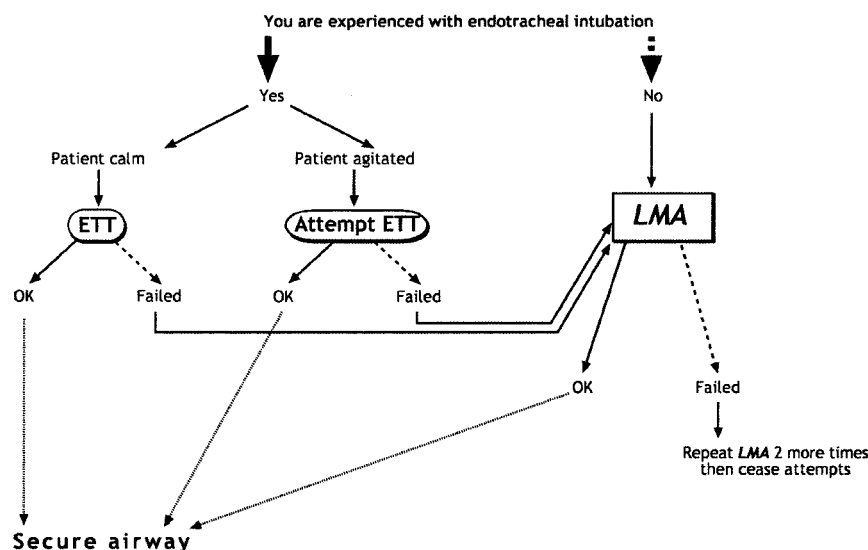 You are experienced with endotracheal intubation
Yes
No
Patient calm
Patient agitated
ETT
Attempt ETT
LMA
OK
Failed
OK
Failed
OK
Failed
Repeat LMA 2 more times
then cease attempts
Secure airway